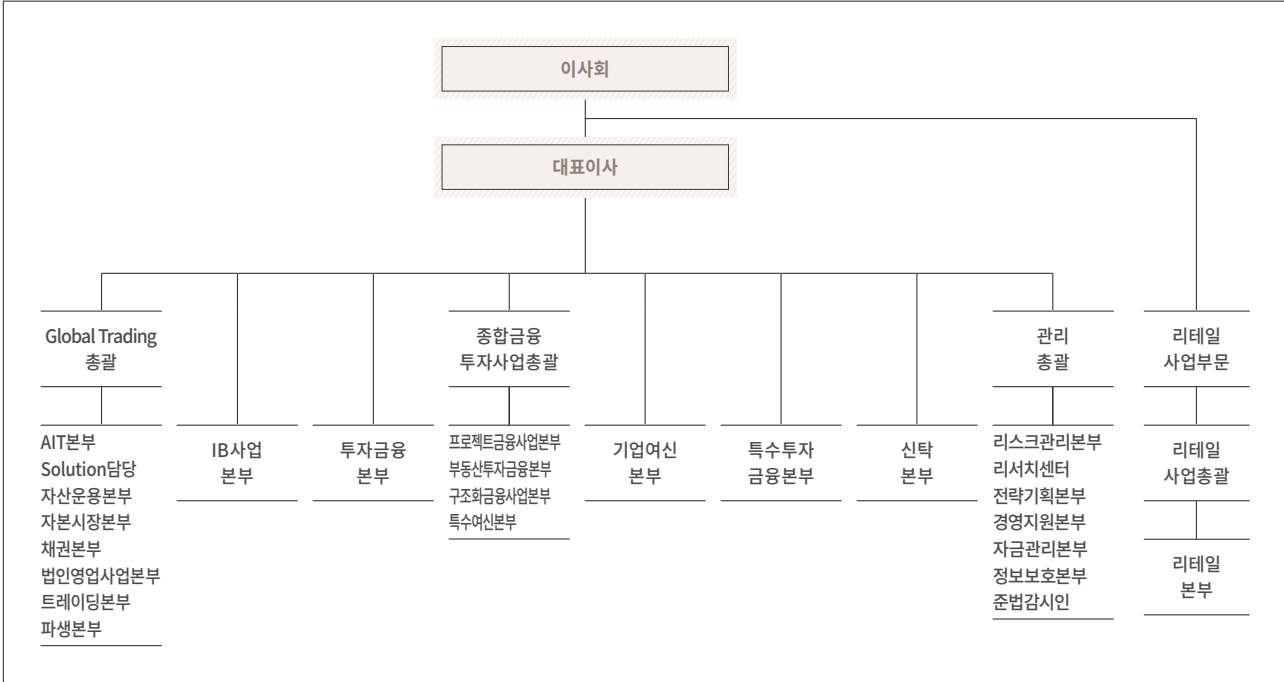 이사회
대표이사
Global Trading
총괄
종합금융
투자사업총괄
관리
총괄
리테일
사업부문
AIT본부
Solution담당
자산운용본부
자본시장본부
채권본부
법인영업사업본부
트레이딩본부
파생본부
IB사업
본부
투자금융
본부
프로젝트금융사업본부
부동산투자금융본부
구조화금융사업본부
특수여신본부
기업여신
본부
특수투자
금융본부
신탁
본부
리스크관리본부
리서치센터
전략기획본부
경영지원본부
자금관리본부
정보보호본부
준법감시인
리테일
사업총괄
리테일
본부